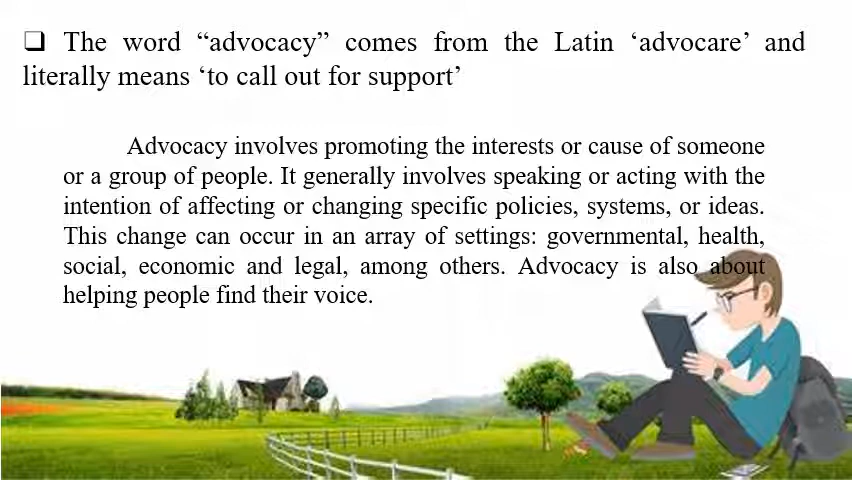 ❑ The word “advocacy” comes from the Latin ‘advocare’ and
literally means ‘to call out for support’
Advocacy involves promoting the interests or cause of someone
or a group of people. It generally involves speaking or acting with the
intention of affecting or changing specific policies, systems, or ideas.
This change can occur in an array of settings: governmental, health,
social, economic and legal, among others. Advocacy is also about
helping people find their voice.